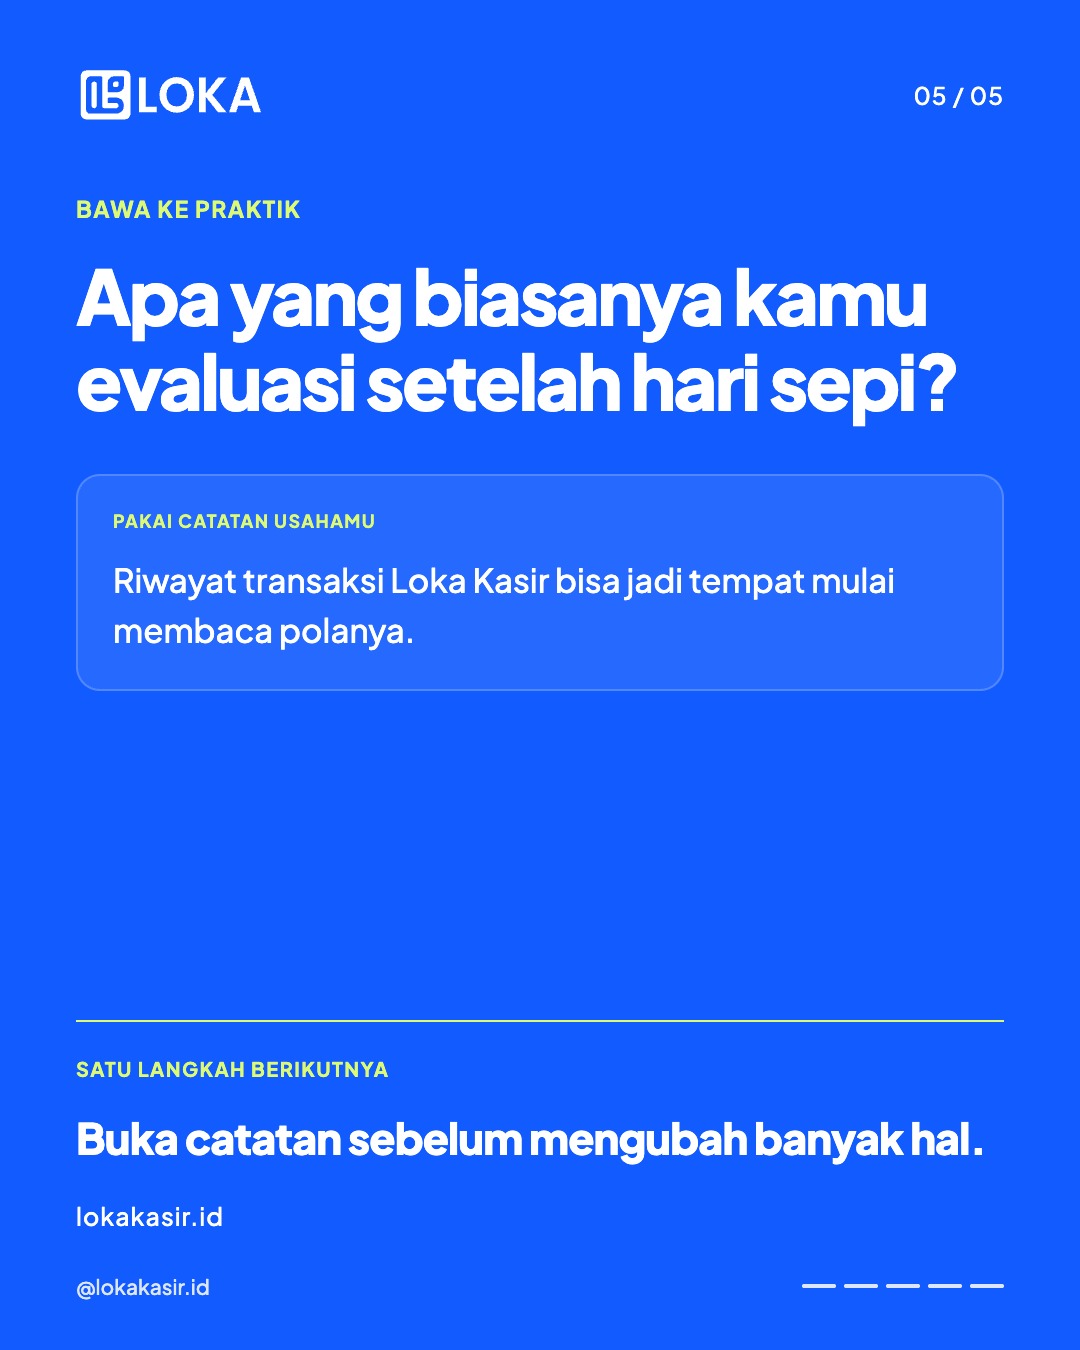 LOKA
05 / 05
BAWA KE PRAKTIK
Apa yang biasanya kamu
evaluasi setelah hari sepi?
PAKAI CATATAN USAHAMU
Riwayat transaksi Loka Kasir bisa jadi tempat mulai
membaca polanya.
SATU LANGKAH BERIKUTNYA
Buka catatan sebelum mengubah banyak hal.
lokakasir.id
@lokakasir.id